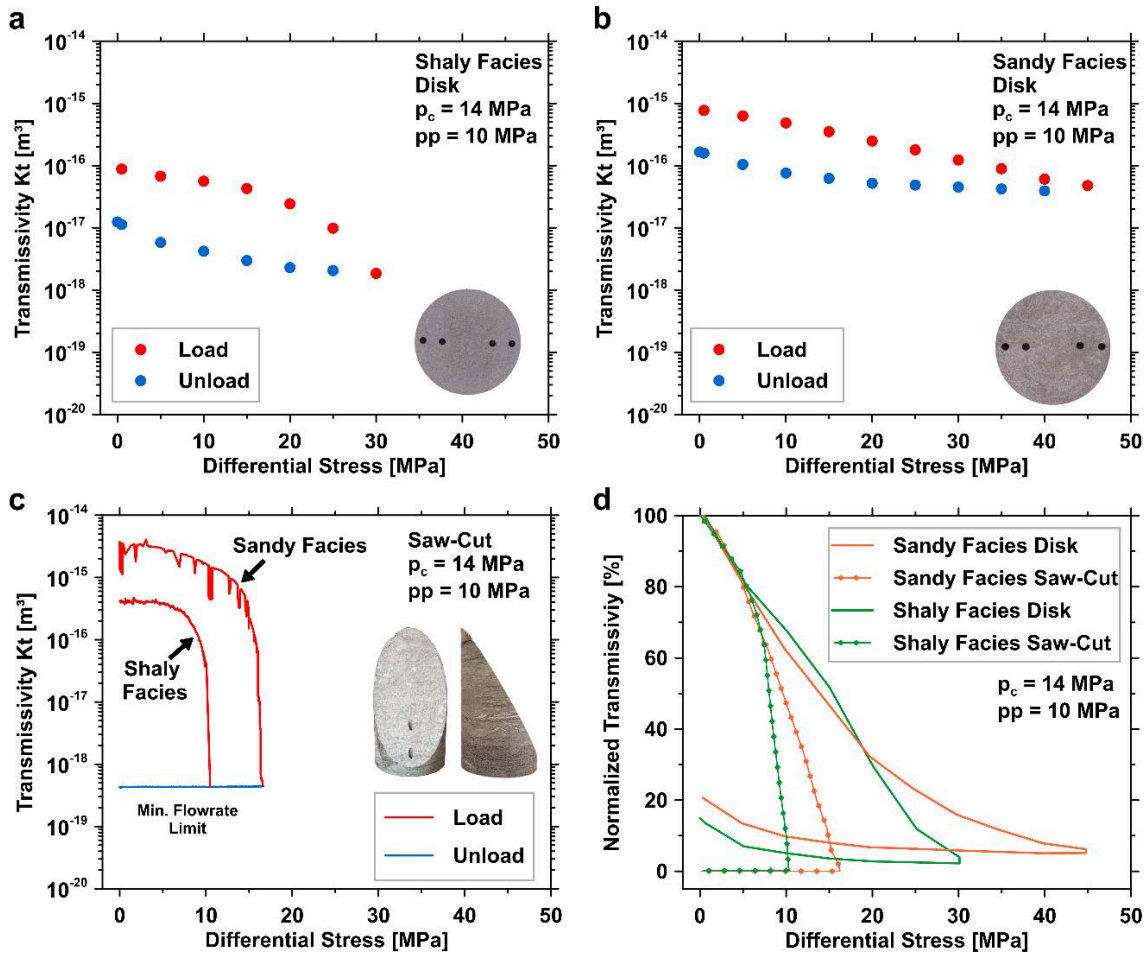 a
Transmissivity Kt [m³]
10⁻¹⁴
10⁻¹⁵
10⁻¹⁶
10⁻¹⁷
10⁻¹⁸
10⁻¹⁹
10⁻²⁰
Shaly Facies
Disk
p꜀ = 14 MPa
pp = 10 MPa
Load
Unload
0 10 20 30 40 50
Differential Stress [MPa]
b
Transmissivity Kt [m³]
10⁻¹⁴
10⁻¹⁵
10⁻¹⁶
10⁻¹⁷
10⁻¹⁸
10⁻¹⁹
10⁻²⁰
Sandy Facies
Disk
p꜀ = 14 MPa
pp = 10 MPa
Load
Unload
0 10 20 30 40 50
Differential Stress [MPa]
c
Transmissivity Kt [m³]
10⁻¹⁴
10⁻¹⁵
10⁻¹⁶
10⁻¹⁷
10⁻¹⁸
10⁻¹⁹
10⁻²⁰
Sandy Facies
Saw-Cut
p꜀ = 14 MPa
pp = 10 MPa
Shaly
Facies
Min. Flowrate
Limit
Load
Unload
0 10 20 30 40 50
Differential Stress [MPa]
d
Normalized Transmissiviy [%]
100
80
60
40
20
0
Sandy Facies Disk
Sandy Facies Saw-Cut
Shaly Facies Disk
Shaly Facies Saw-Cut
p꜀ = 14 MPa
pp = 10 MPa
0 10 20 30 40 50
Differential Stress [MPa]